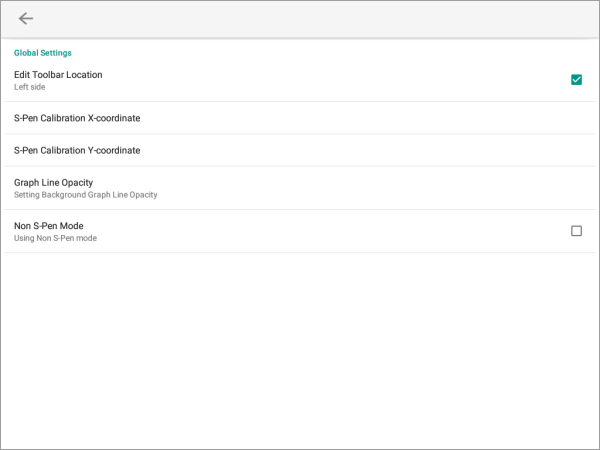 Global Settings
Edit Toolbar Location
Left side
S-Pen Calibration X-coordinate
S-Pen Calibration Y-coordinate
Graph Line Opacity
Setting Background Graph Line Opacity
Non S-Pen Mode
Using Non S-Pen mode